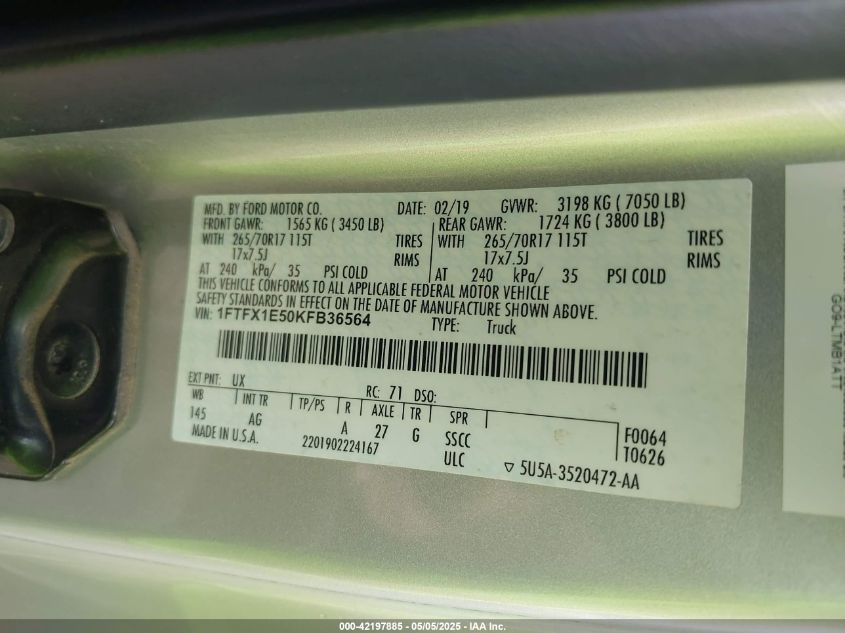 MFD. BY FORD MOTOR CO. DATE: 02/19 GVWR: 3198 KG ( 7050 LB)
FRONT GAWR: 1565 KG ( 3450 LB) REAR GAWR: 1724 KG ( 3800 LB)
WITH 265/70R17 115T TIRES WITH 265/70R17 115T TIRES
17x7.5J RIMS 17x7.5J RIMS
AT 240 kPa/ 35 PSI COLD AT 240 kPa/ 35 PSI COLD
THIS VEHICLE CONFORMS TO ALL APPLICABLE FEDERAL MOTOR VEHICLE
SAFETY STANDARDS IN EFFECT ON THE DATE OF MANUFACTURE SHOWN ABOVE.
VIN: 1FTFX1E50KFB36564 TYPE: Truck
EXT PNT: UX RC: 71 DSO:
WB INT TR TP/PS R AXLE TR SPR
145 AG A 27 G SSCC F0064
MADE IN U.S.A. 2201902224167 ULC T0626
5U5A-3520472-AA
000-42197885 - 05/05/2025 - IAA Inc.